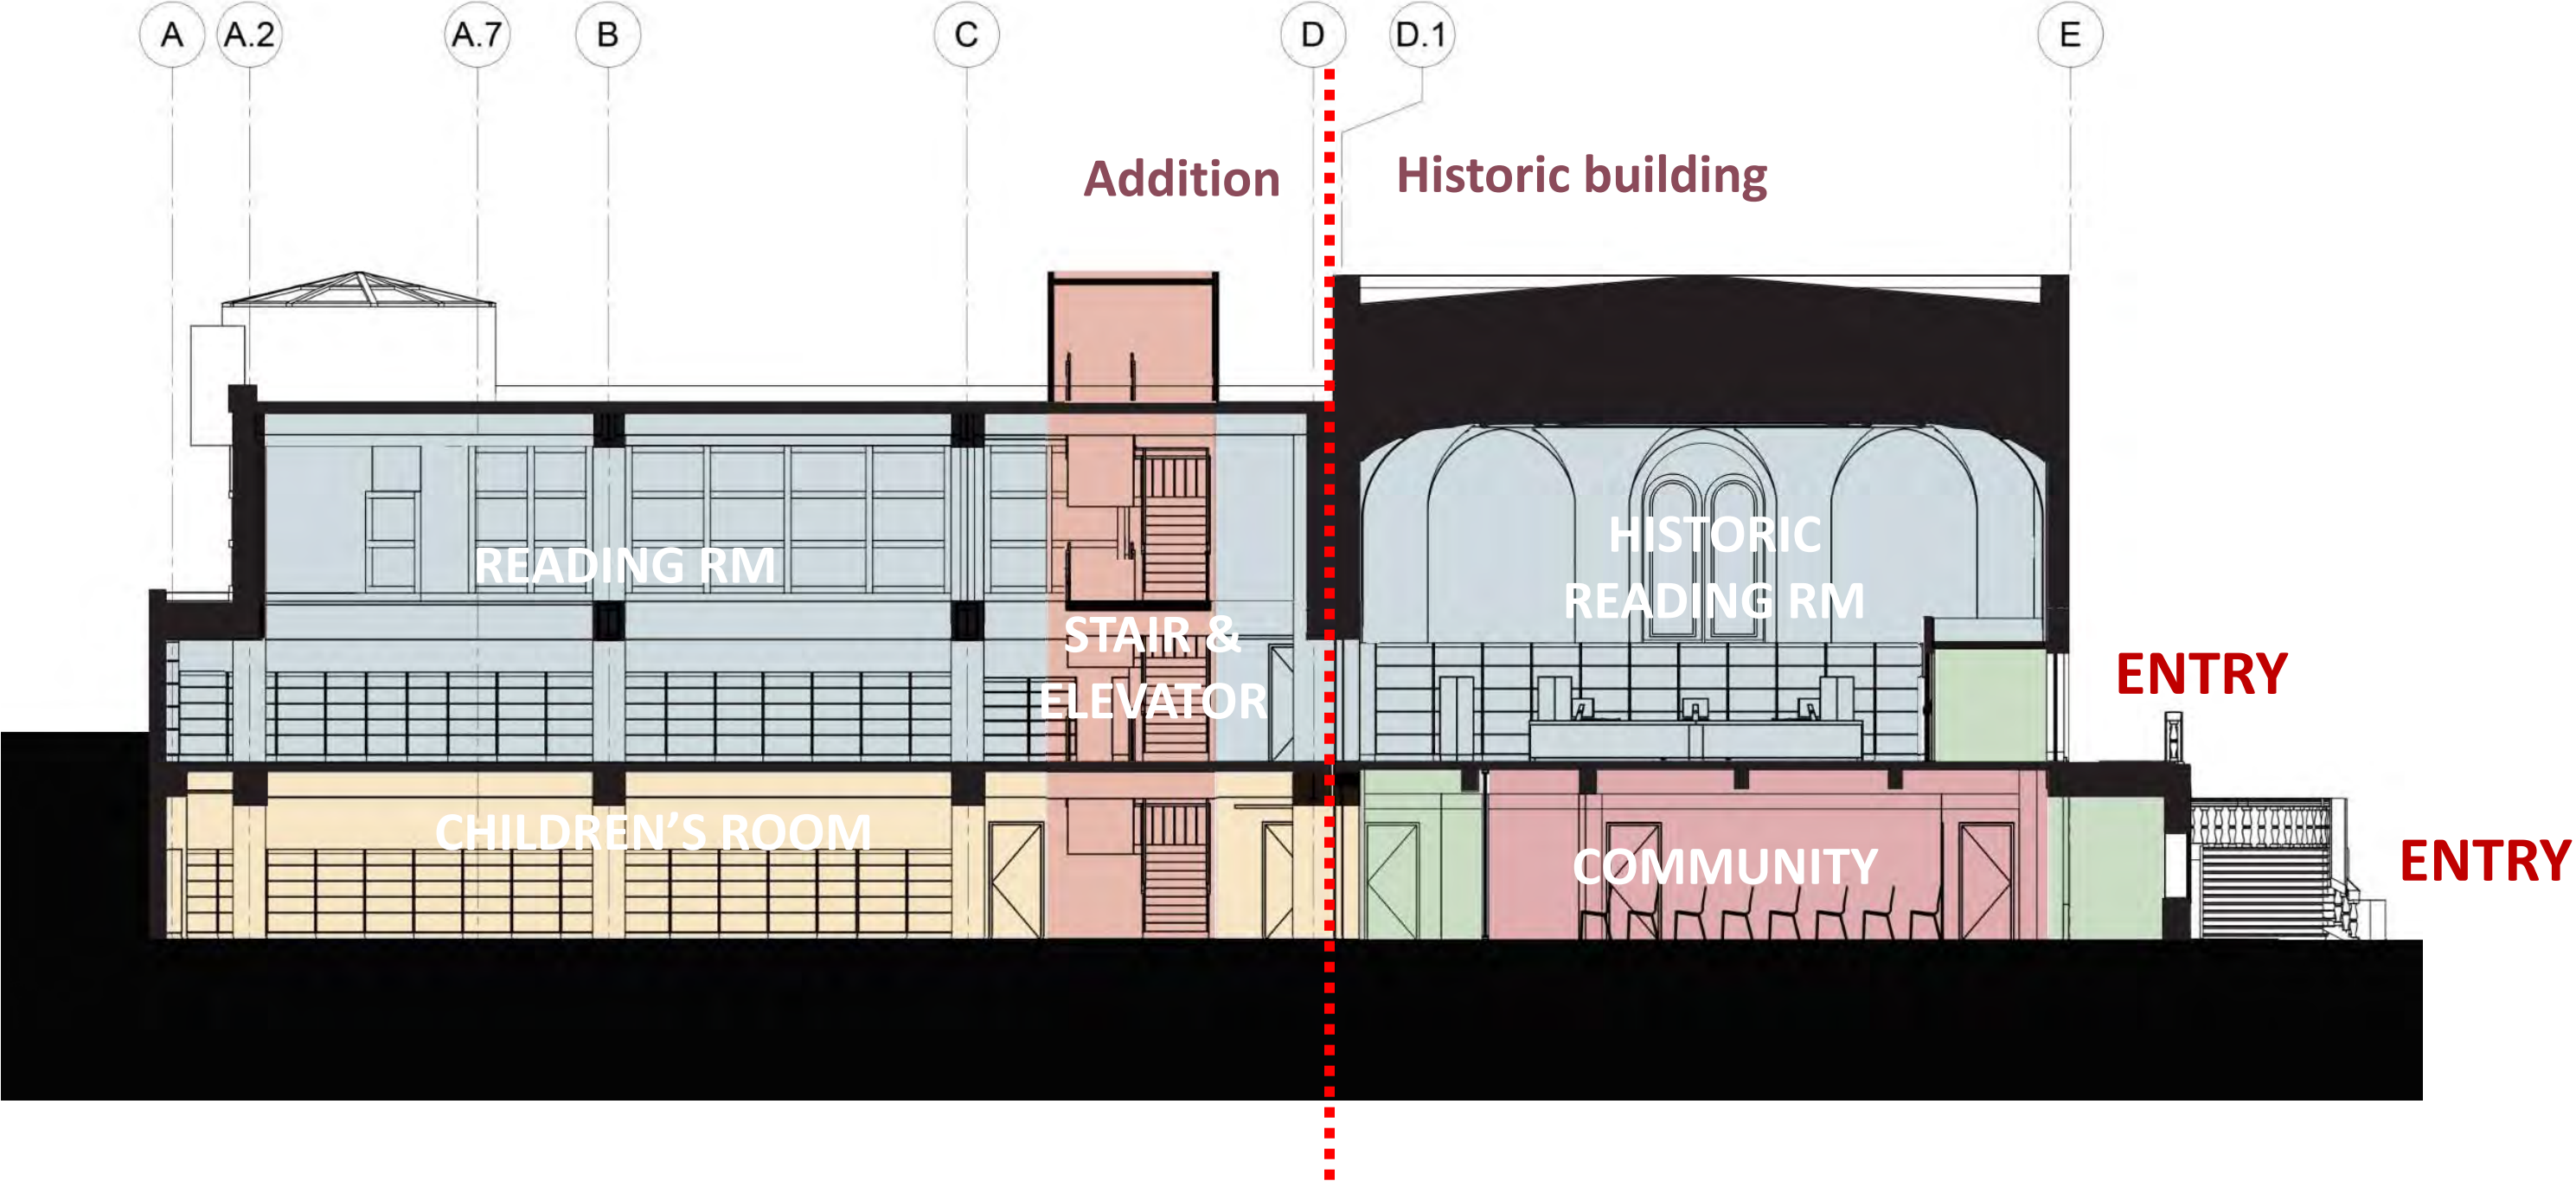 A
A.2
A.7
B
C
D
D.1
E
Addition
Historic building
READING RM
HISTORIC
READING RM
STAIR &
ELEVATOR
ENTRY
CHILDREN'S ROOM
COMMUNITY
ENTRY